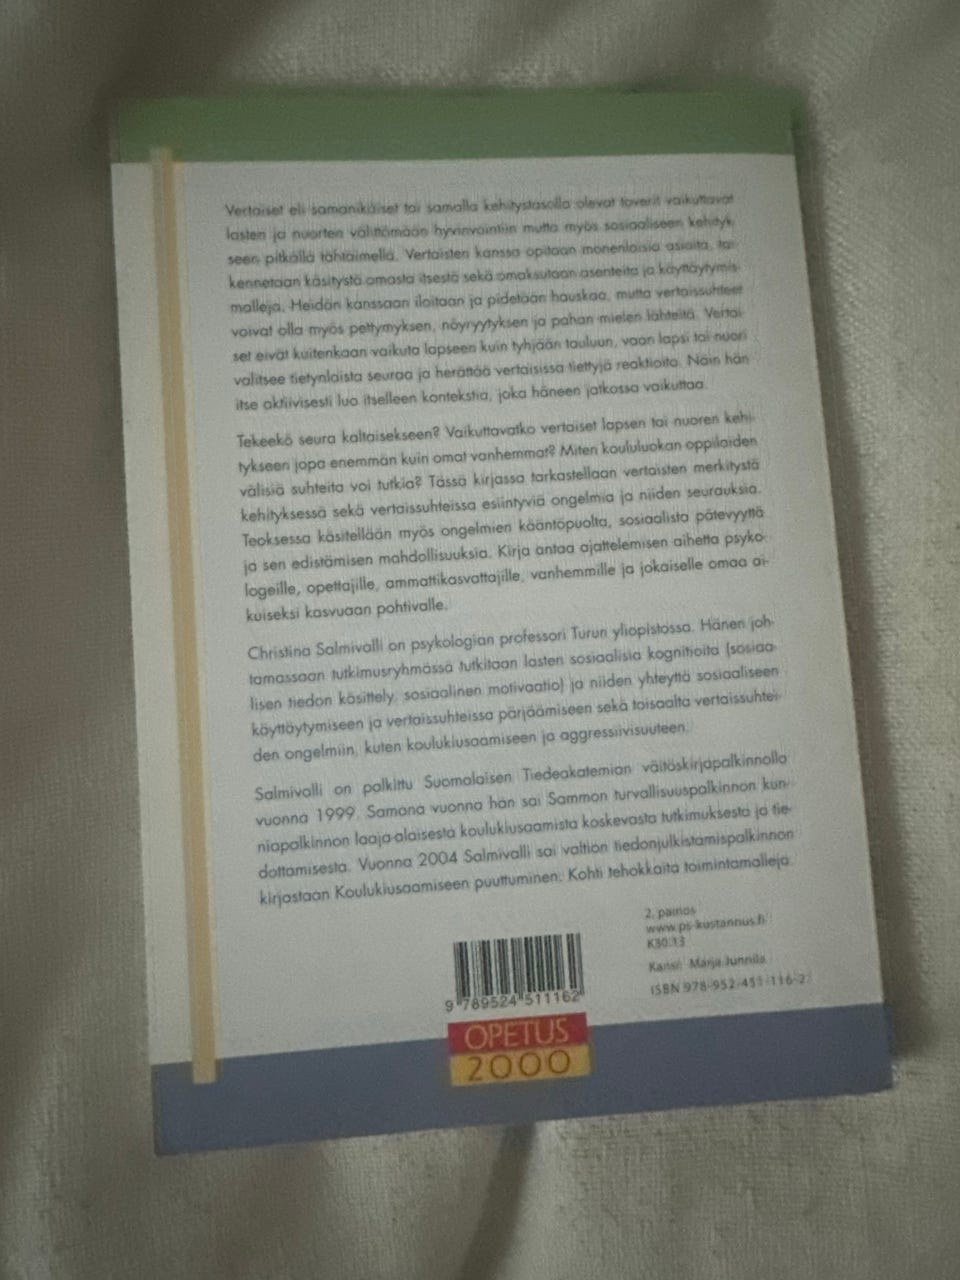 Vertaiset eli samanikäiset tai samalla kehitystasolla olevat toverit vaikuttavat
lasten ja nuorten välittömään hyvinvointiin mutta myös sosiaaliseen kehityk-
seen pitkällä tähtäimellä. Vertaisten kanssa opitaan monenlaisia asioita, ra-
kennetaan käsitystä omasta itsestä sekä omaksutaan asenteita ja käyttäytymis-
malleja. Heidän kanssaan iloitaan ja pidetään hauskaa, mutta vertaissuhteet
voivat olla myös pettymyksen, nöyryytyksen ja pahan mielen lähteitä. Vertai-
set eivät kuitenkaan vaikuta lapseen kuin tyhjään tauluun, vaan lapsi tai nuori
valitsee tietynlaista seuraa ja herättää vertaisissa tiettyjä reaktioita. Näin hän
itse aktiivisesti luo itselleen kontekstia, joka häneen jatkossa vaikuttaa.
Tekeekö seura kaltaisekseen? Vaikuttavatko vertaiset lapsen tai nuoren kehi-
tykseen jopa enemmän kuin omat vanhemmat? Miten koululuokan oppilaiden
välisiä suhteita voi tutkia? Tässä kirjassa tarkastellaan vertaisten merkitystä
kehityksessä sekä vertaissuhteissa esiintyviä ongelmia ja niiden seurauksia.
Teoksessa käsitellään myös ongelmien kääntöpuolta, sosiaalista pätevyyttä
ja sen edistämisen mahdollisuuksia. Kirja antaa ajattelemisen aihetta psyko-
logeille, opettajille, ammattikasvattajille, vanhemmille ja jokaiselle omaa ai-
kuiseksi kasvuaan pohtivalle.
Christina Salmivalli on psykologian professori Turun yliopistossa. Hänen joh-
tamassaan tutkimusryhmässä tutkitaan lasten sosiaalisia kognitioita (sosiaa-
lisen tiedon käsittely, sosiaalinen motivaatio) ja niiden yhteyttä sosiaaliseen
käyttäytymiseen ja vertaissuhteissa pärjäämiseen sekä toisaalta vertaissuhtei-
den ongelmiin, kuten koulukiusaamiseen ja aggressiivisuuteen.
Salmivalli on palkittu Suomalaisen Tiedeakatemian väitöskirjapalkinnolla
vuonna 1999. Samana vuonna hän sai Sammon turvallisuuspalkinnon kun-
niapalkinnon laaja-alaisesta koulukiusaamista koskevasta tutkimuksesta ja tie-
dottamisesta. Vuonna 2004 Salmivalli sai valtion tiedonjulkistamispalkinnon
kirjastaan Koulukiusaamiseen puuttuminen: Kohti tehokkaita toimintamalleja.
2. painos
www.ps-kustannus.fi
K30.13
Kansi: Marja Junnila
ISBN 978-952-451-116-2
9 789524 511162
OPETUS
2000